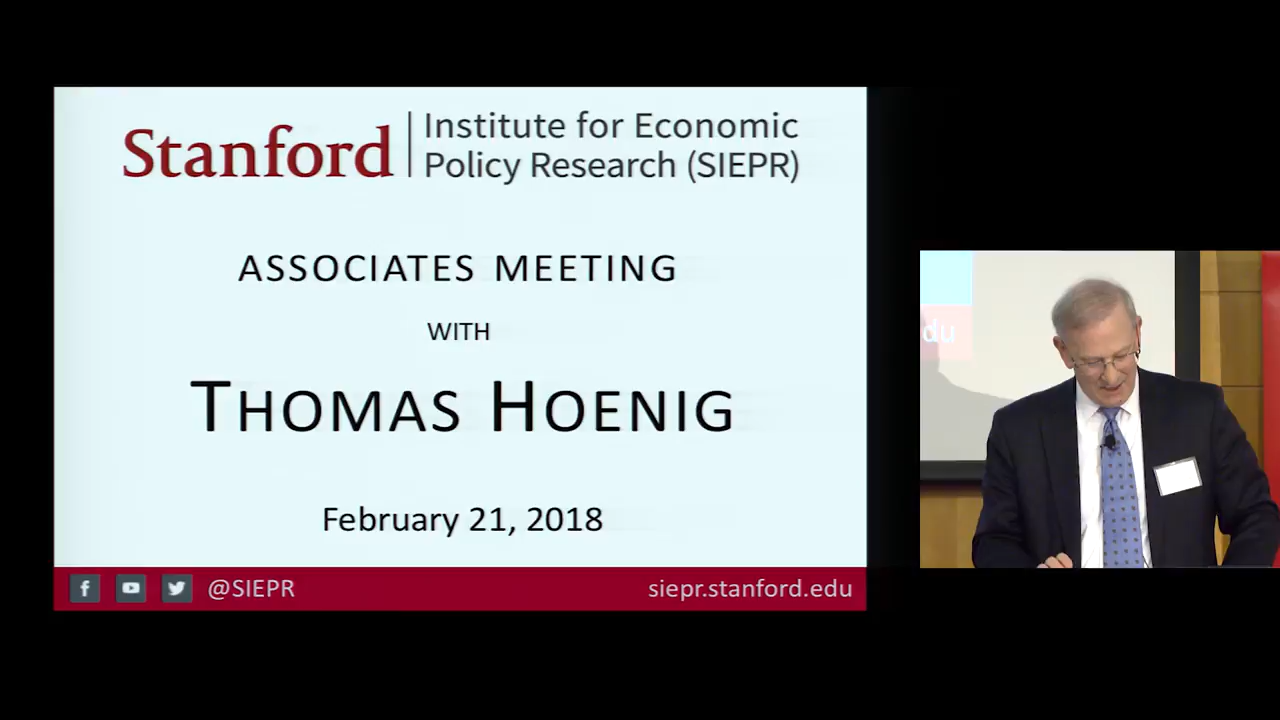 Stanford
Institute for Economic
Policy Research (SIEPR)
ASSOCIATES MEETING
WITH
THOMAS HOENIG
February 21, 2018
@SIEPR
siepr.stanford.edu
du